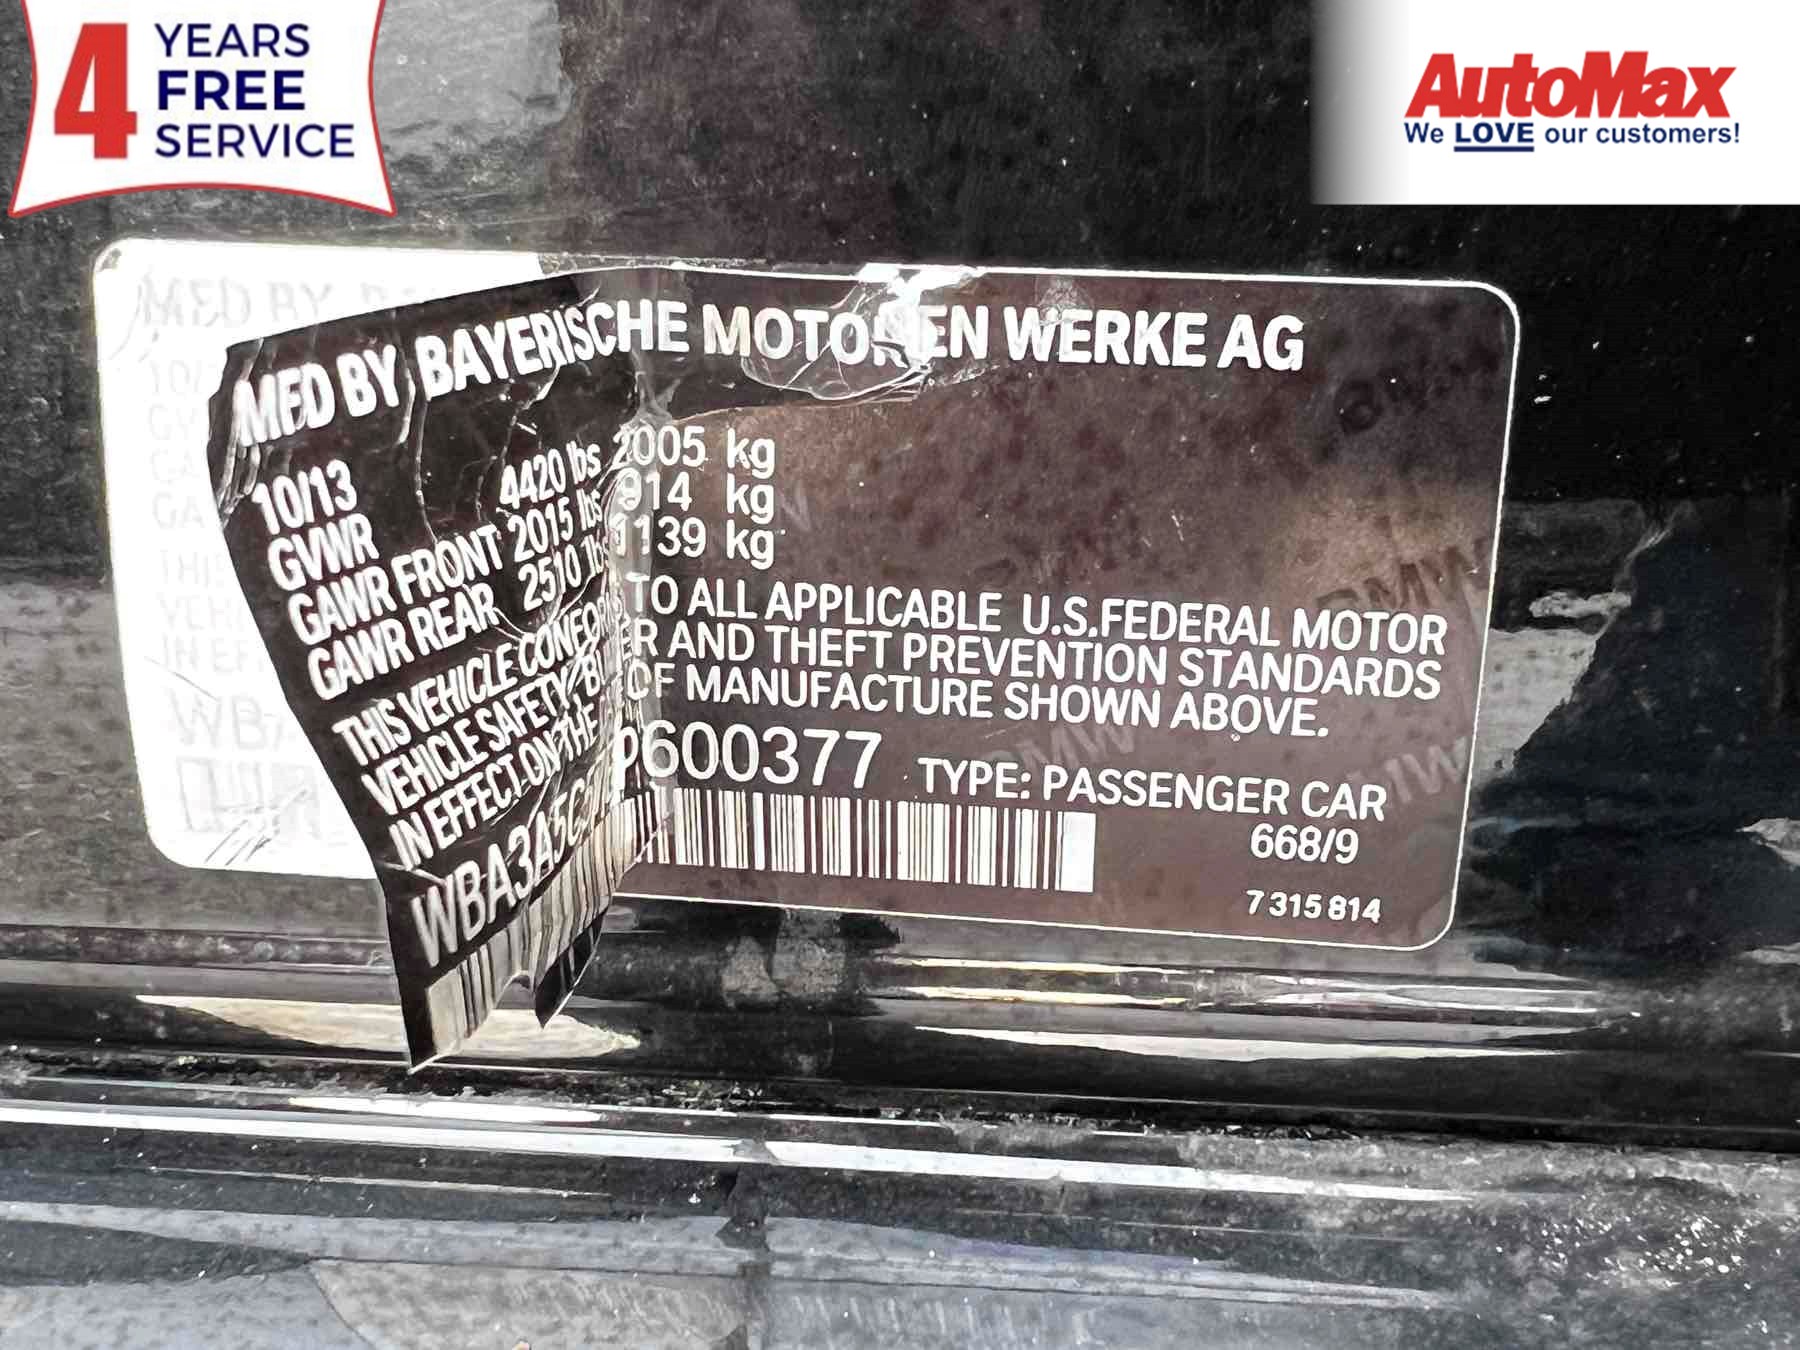 4 YEARS
FREE
SERVICE
AutoMax
We LOVE our customers!
MFD BY BAYERISCHE MOTOREN WERKE AG
10/13
GVWR 4420 lbs 2005 kg
GAWR FRONT 2015 lbs 914 kg
GAWR REAR 2510 lbs 1139 kg
THIS VEHICLE CONFORMS TO ALL APPLICABLE U.S.FEDERAL MOTOR
VEHICLE SAFETY, BUMPER AND THEFT PREVENTION STANDARDS
IN EFFECT ON THE OF MANUFACTURE SHOWN ABOVE.
WBA3A5C P600377 TYPE: PASSENGER CAR
668/9
7 315 814